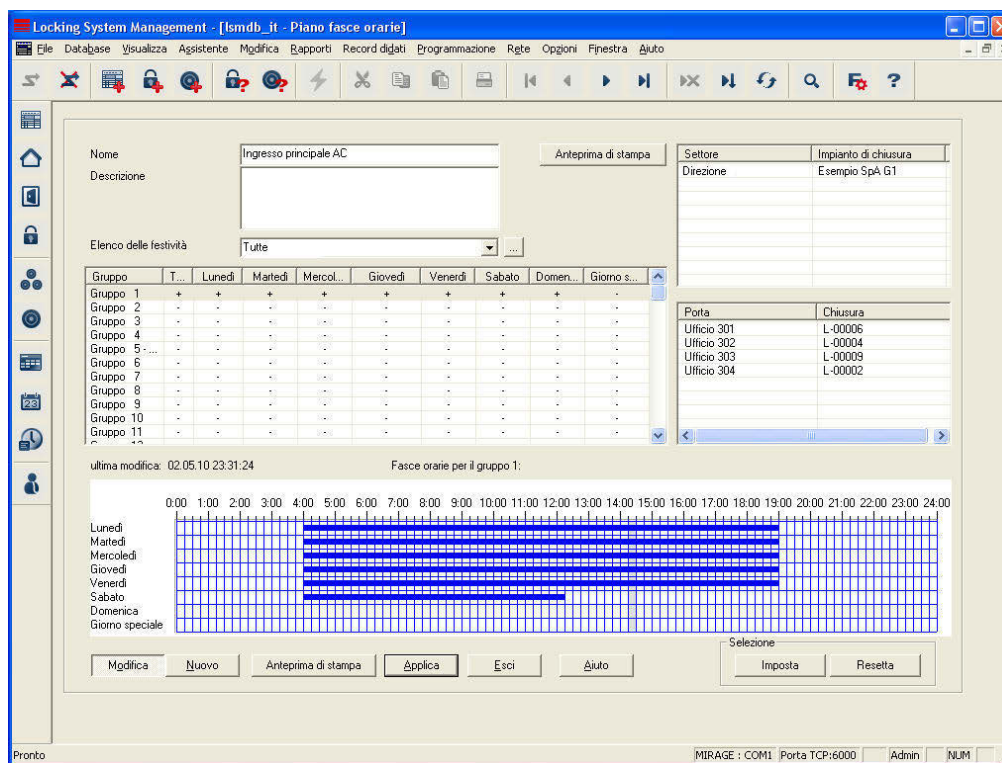 Locking System Management - [lsmdb_it - Piano fasce orarie]
File Database Visualizza Assistente Modifica Rapporti Record didati Programmazione Rete Opzioni Finestra Aiuto
Nome Ingresso principale AC Anteprima di stampa
Descrizione
Elenco delle festività Tutte ...
Settore Impianto di chiusura
Direzione Esempio SpA G1
Gruppo T... Lunedì Martedì Mercol... Giovedì Venerdì Sabato Domen... Giorno s...
Gruppo 1 + + + + + + + + -
Gruppo 2 - - - - - - - - -
Gruppo 3 - - - - - - - - -
Gruppo 4 - - - - - - - - -
Gruppo 5 - ... - - - - - - - - -
Gruppo 6 - - - - - - - - -
Gruppo 7 - - - - - - - - -
Gruppo 8 - - - - - - - - -
Gruppo 9 - - - - - - - - -
Gruppo 10 - - - - - - - - -
Gruppo 11 - - - - - - - - -
Porta Chiusura
Ufficio 301 L-00006
Ufficio 302 L-00004
Ufficio 303 L-00009
Ufficio 304 L-00002
ultima modifica: 02.05.10 23:31:24 Fasce orarie per il gruppo 1:
0:00 1:00 2:00 3:00 4:00 5:00 6:00 7:00 8:00 9:00 10:00 11:00 12:00 13:00 14:00 15:00 16:00 17:00 18:00 19:00 20:00 21:00 22:00 23:00 24:00
Lunedì
Martedì
Mercoledì
Giovedì
Venerdì
Sabato
Domenica
Giorno speciale
Selezione
Modifica Nuovo Anteprima di stampa Applica Esci Aiuto Imposta Resetta
Pronto MIRAGE : COM1 Porta TCP:6000 Admin NUM